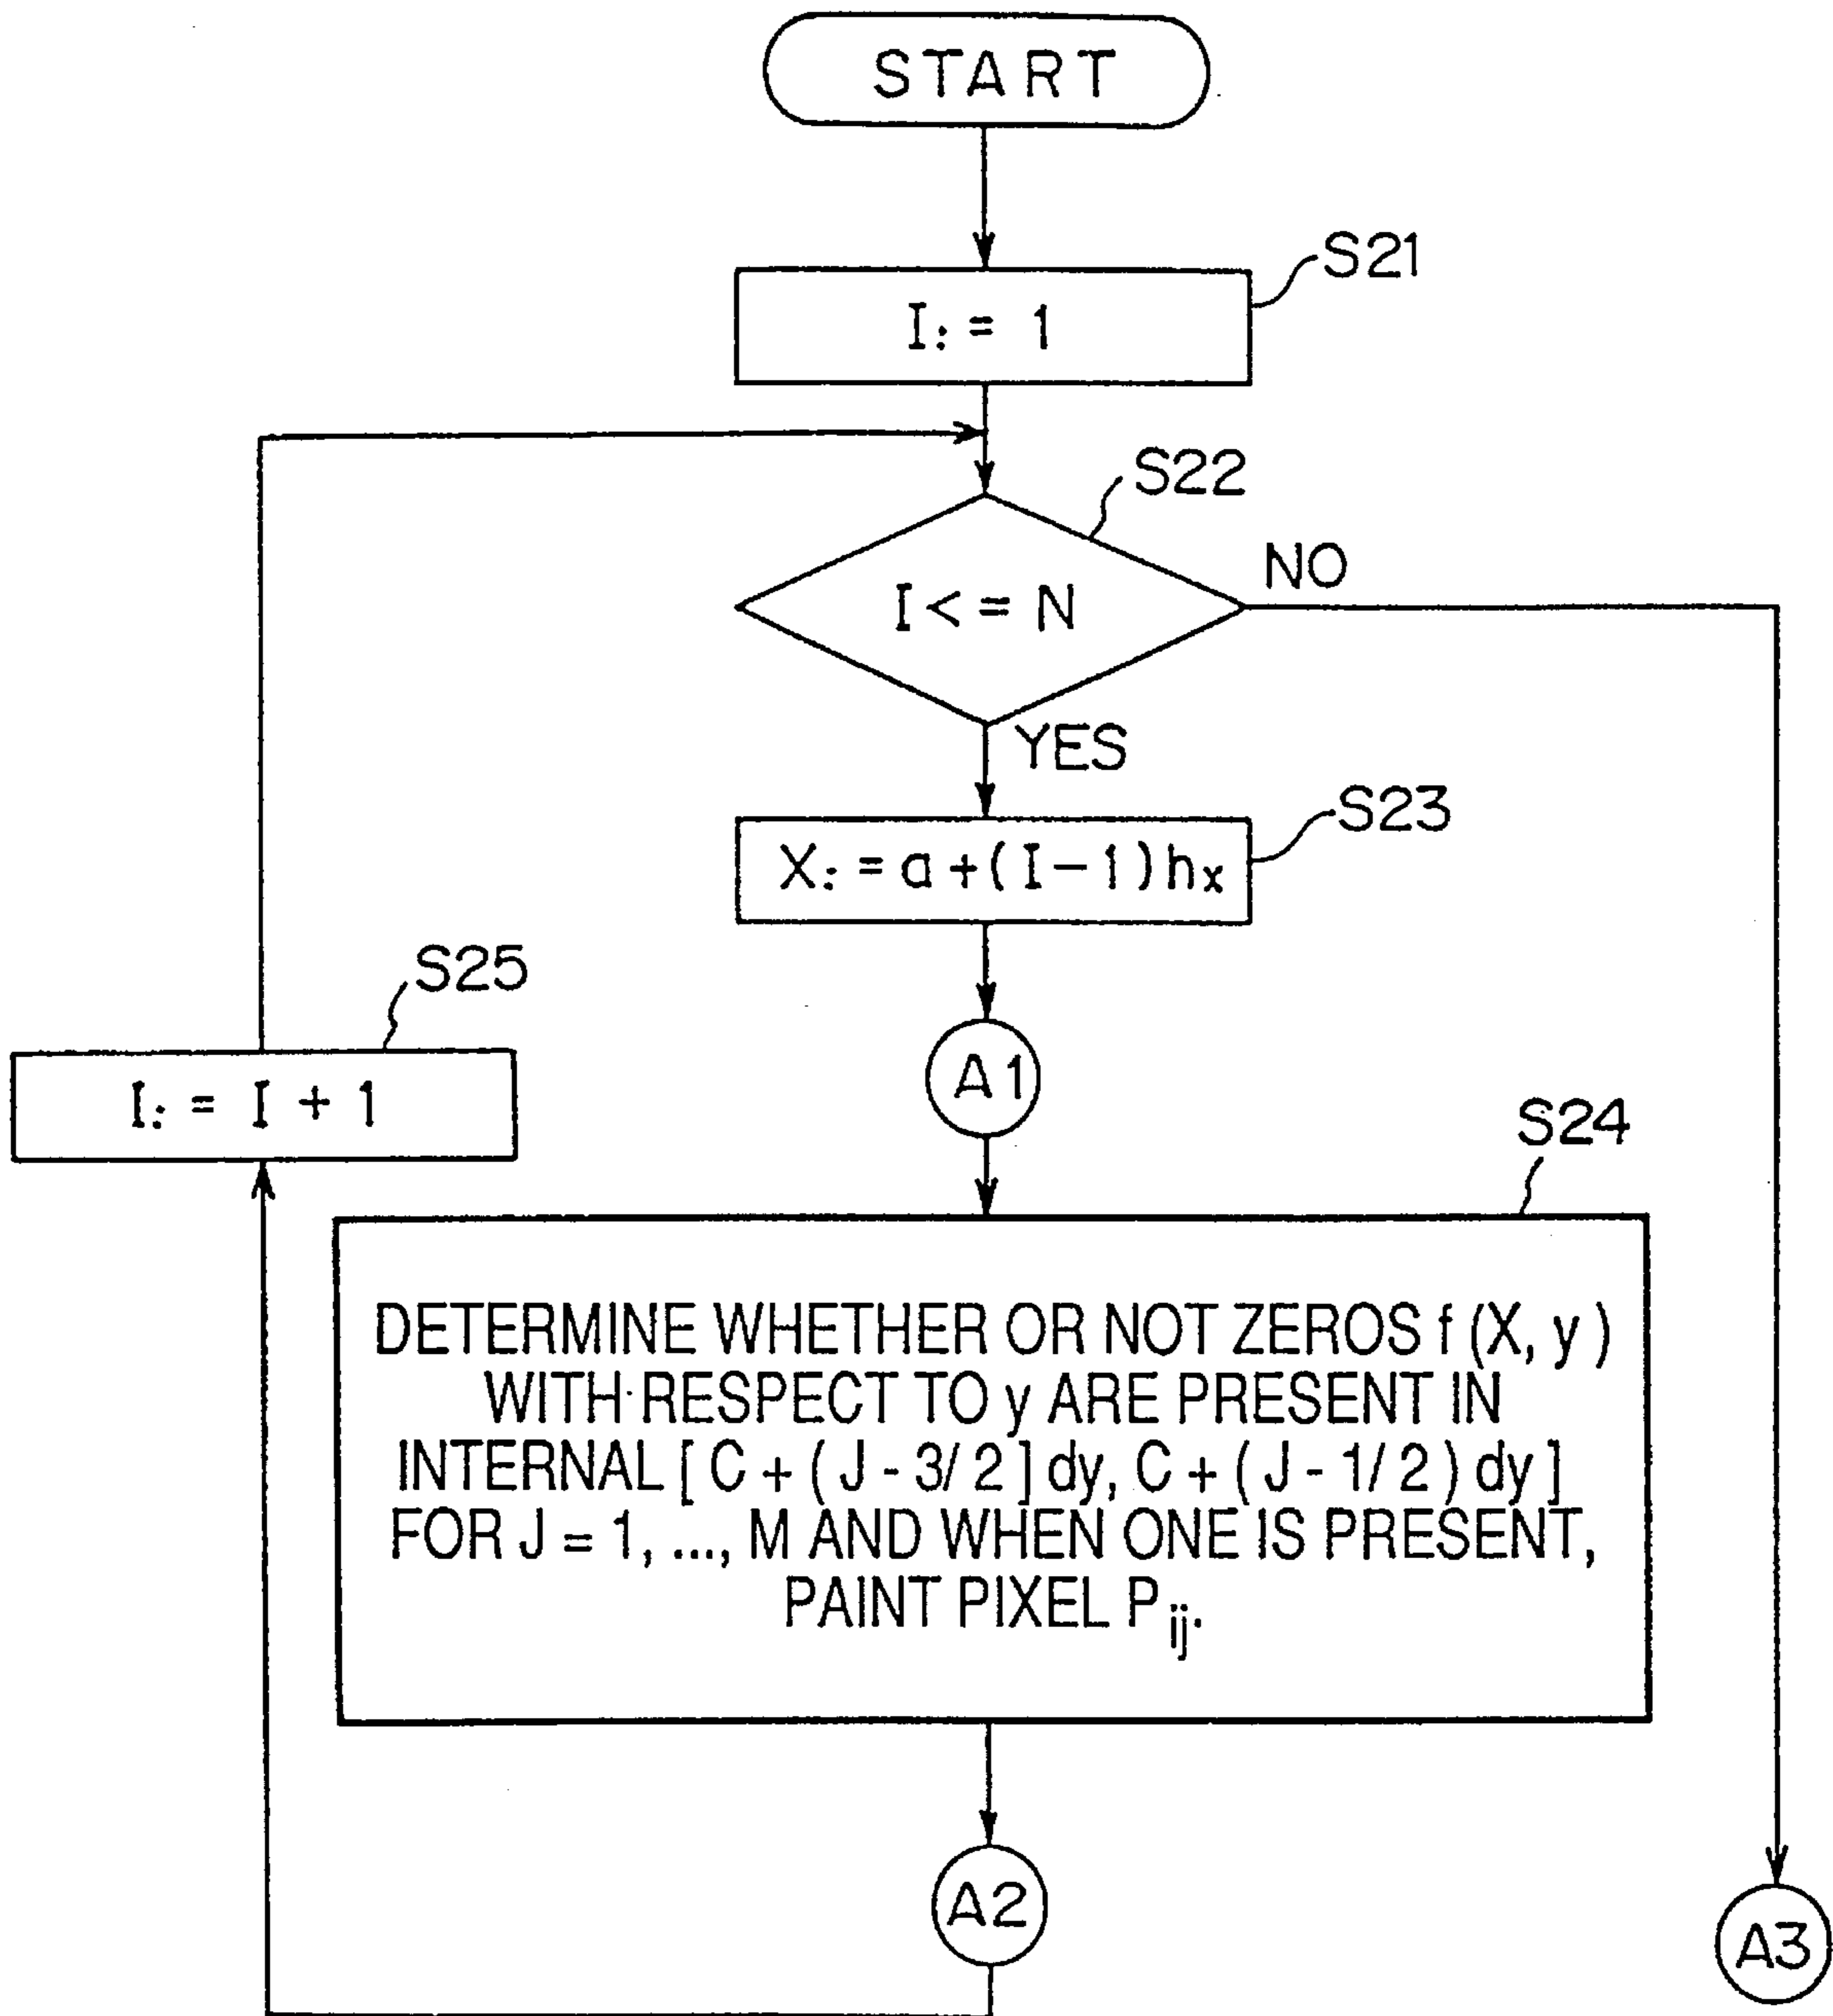 START
S21
I:= 1
S22
I<=N
NO
YES
S23
X:=a+(I-1)hx
S25
I:= I + 1
A1
S24
DETERMINE WHETHER OR NOT ZEROS f(X, y)
WITH RESPECT TO y ARE PRESENT IN
INTERNAL [ C + ( J - 3/2 ] dy, C + ( J - 1/2 ) dy ]
FOR J = 1, ..., M AND WHEN ONE IS PRESENT,
PAINT PIXEL Pij.
A2
A3